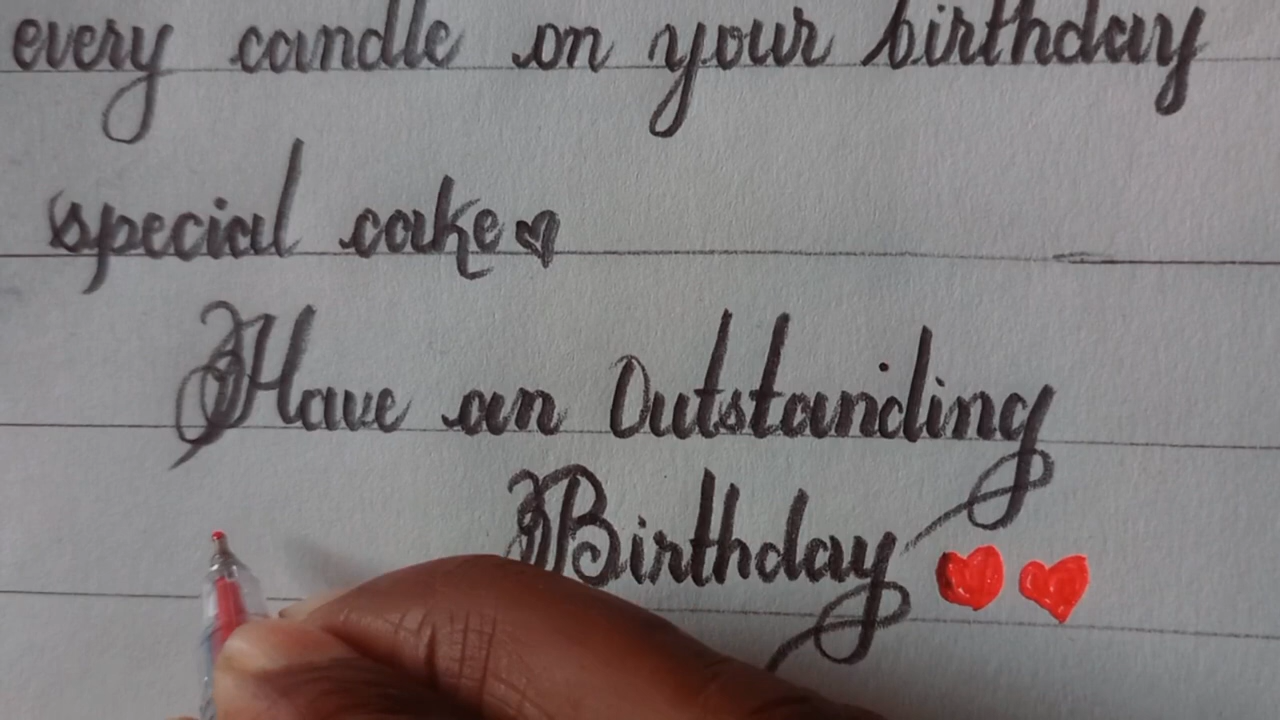 every candle on your birthday
special cake
Have an Outstanding
Birthday